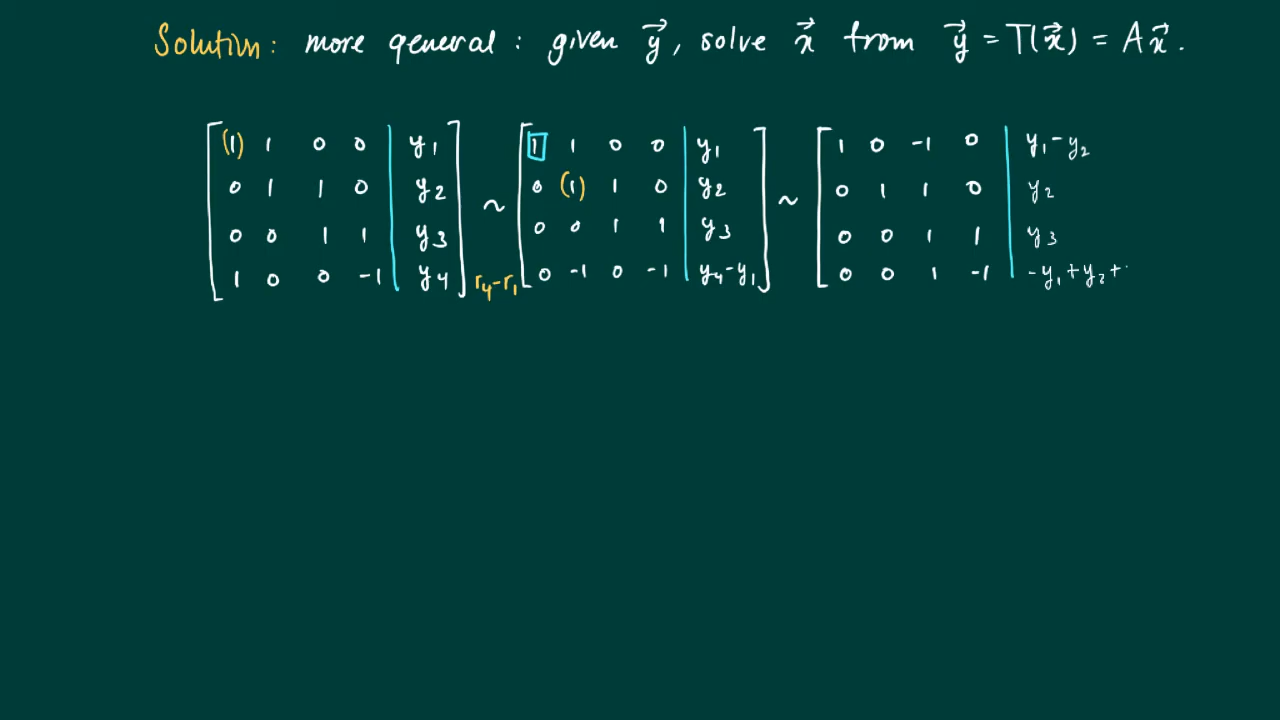 Solution: more general: given y⃗, solve x⃗ from y⃗ = T(x⃗) = Ax⃗.
[(1) 1 0 0 | y₁] [1 1 0 0 | y₁] [1 0 -1 0 | y₁-y₂
[0 1 1 0 | y₂] ~ [0 (1) 1 0 | y₂] ~ [0 1 1 0 | y₂
[0 0 1 1 | y₃] [0 0 1 1 | y₃] [0 0 1 1 | y₃
[1 0 0 -1 | y₄] r₄-r₁ [0 -1 0 -1 | y₄-y₁] [0 0 1 -1 | -y₁+y₂+